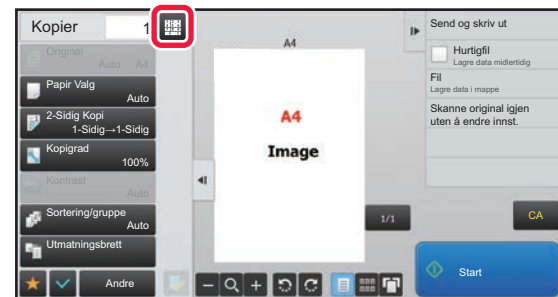 Kopier
1
Original
Auto A4
Papir Valg
Auto
2-Sidig Kopi
1-Sidig→1-Sidig
Kopigrad
100%
Kontrast
Auto
Sortering/gruppe
Auto
Utmatningsbrett
Andre
A4
A4
Image
1/1
Send og skriv ut
Hurtigfil
Lagre data midlertidig
Fil
Lagre data i mappe
Skanne original igjen
uten å endre innst.
CA
Start